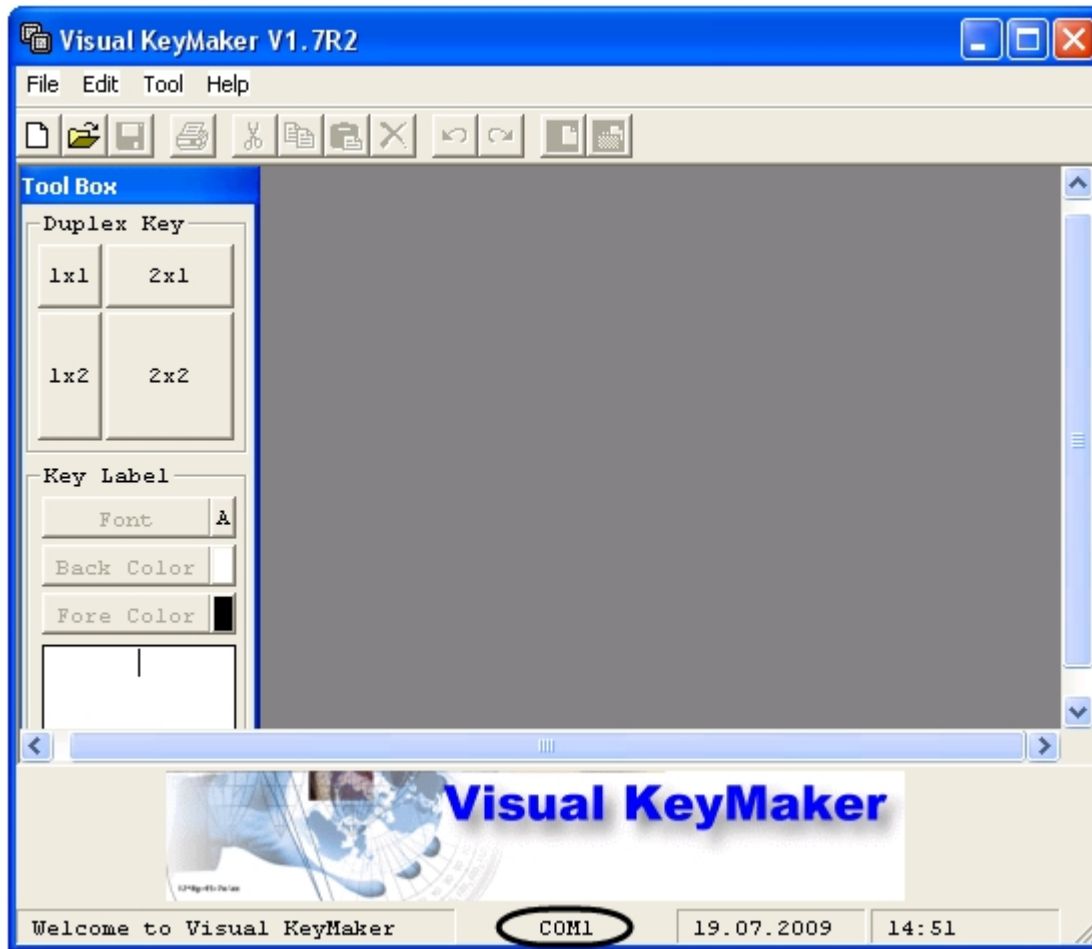 Visual KeyMaker V1.7R2
File Edit Tool Help
Tool Box
Duplex Key
1x1 2x1
1x2 2x2
Key Label
Font A
Back Color
Fore Color
Visual KeyMaker
Welcome to Visual KeyMaker COM1 19.07.2009 14:51